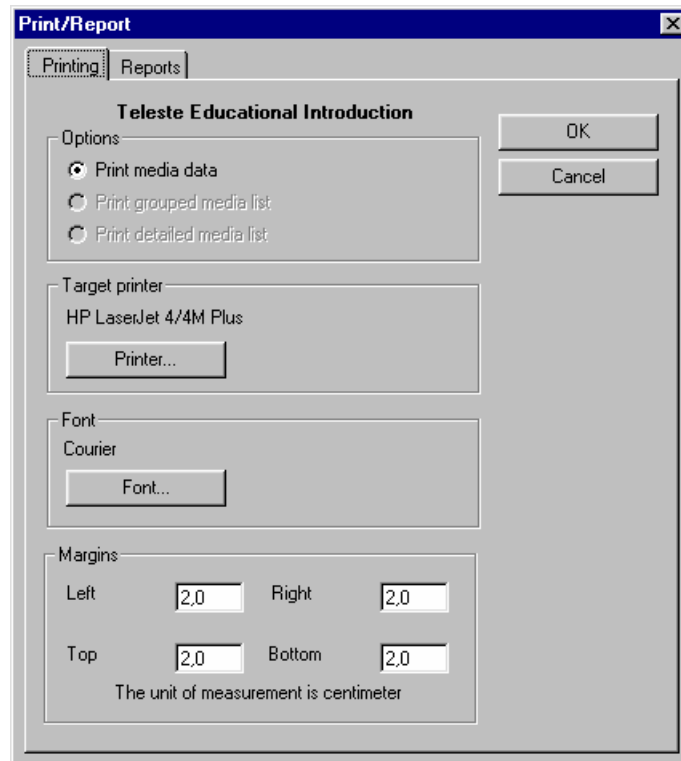 Print/Report
Printing Reports
Teleste Educational Introduction
OK
Cancel
Options
Print media data
Print grouped media list
Print detailed media list
Target printer
HP LaserJet 4/4M Plus
Printer...
Font
Courier
Font...
Margins
Left 2,0 Right 2,0
Top 2,0 Bottom 2,0
The unit of measurement is centimeter